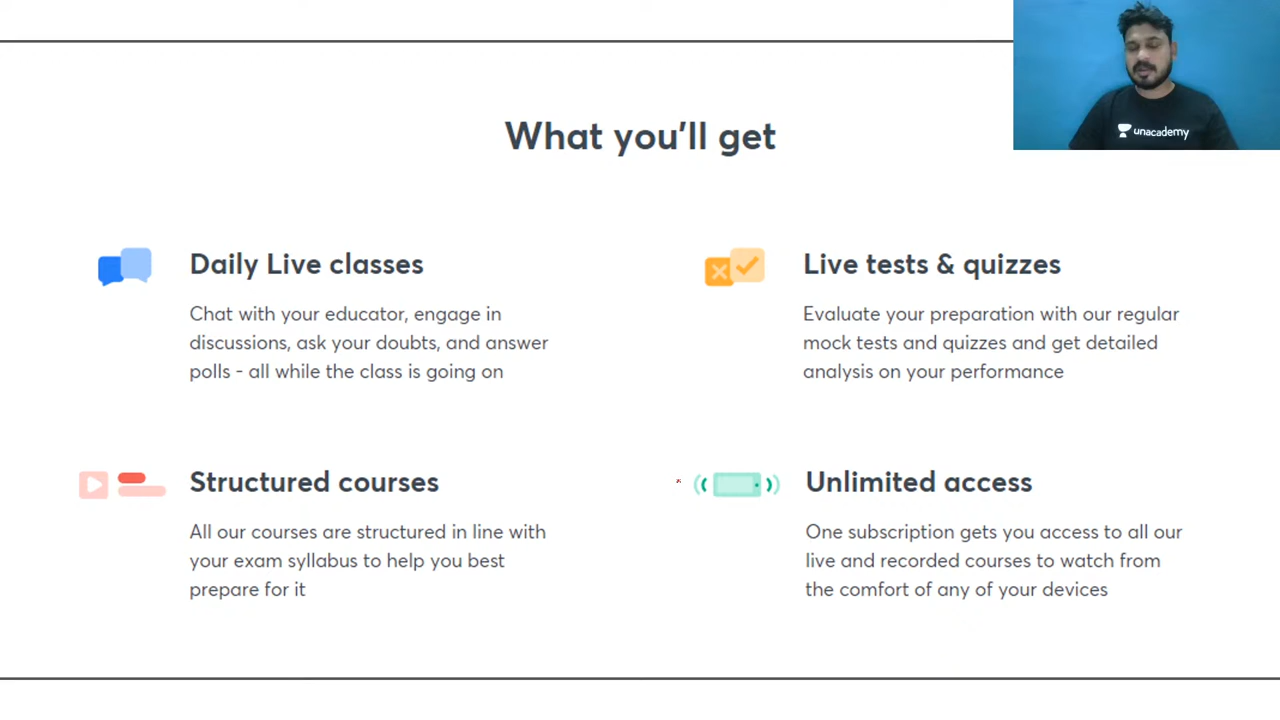 What you'll get
unacademy
Daily Live classes
Chat with your educator, engage in
discussions, ask your doubts, and answer
polls - all while the class is going on
Live tests & quizzes
Evaluate your preparation with our regular
mock tests and quizzes and get detailed
analysis on your performance
Structured courses
All our courses are structured in line with
your exam syllabus to help you best
prepare for it
Unlimited access
One subscription gets you access to all our
live and recorded courses to watch from
the comfort of any of your devices